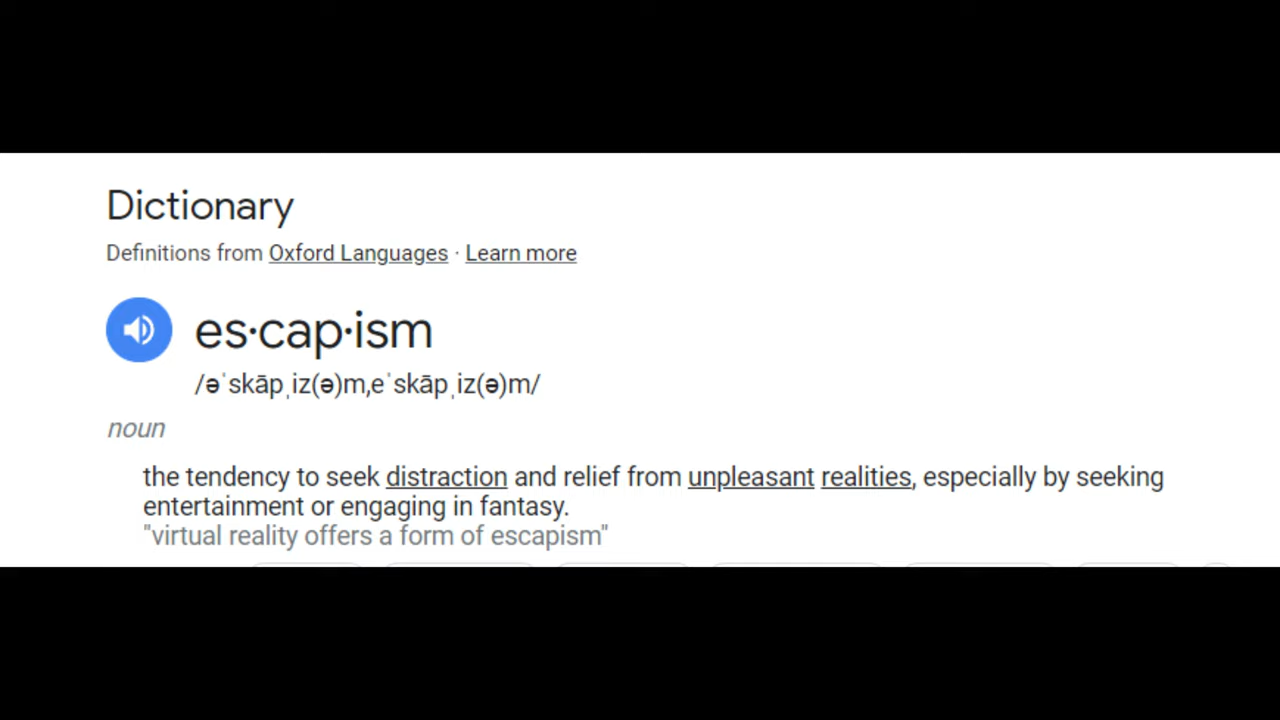 Dictionary
Definitions from Oxford Languages · Learn more
es·cap·ism
/əˈskāpˌiz(ə)m,eˈskāpˌiz(ə)m/
noun
the tendency to seek distraction and relief from unpleasant realities, especially by seeking
entertainment or engaging in fantasy.
"virtual reality offers a form of escapism"